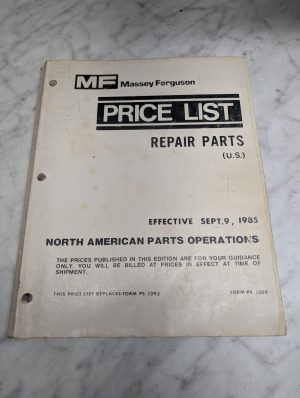 MF Massey Ferguson
PRICE LIST
REPAIR PARTS
(U.S.)
EFFECTIVE SEPT.9, 1985
NORTH AMERICAN PARTS OPERATIONS
THE PRICES PUBLISHED IN THIS EDITION ARE FOR YOUR GUIDANCE
ONLY. YOU WILL BE BILLED AT PRICES IN EFFECT AT TIME OF
SHIPMENT.
THIS PRICE LIST REPLACES FORM PS
FORM PS